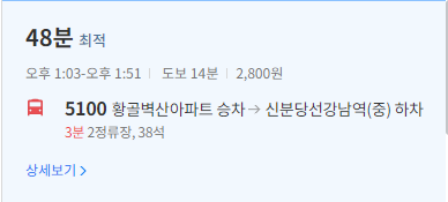 48분 최적
오후 1:03-오후 1:51 도보 14분 2,800원
5100 황골벽산아파트 승차→ 신분당선강남역(중) 하차
3분 2정류장, 38석
상세보기 >